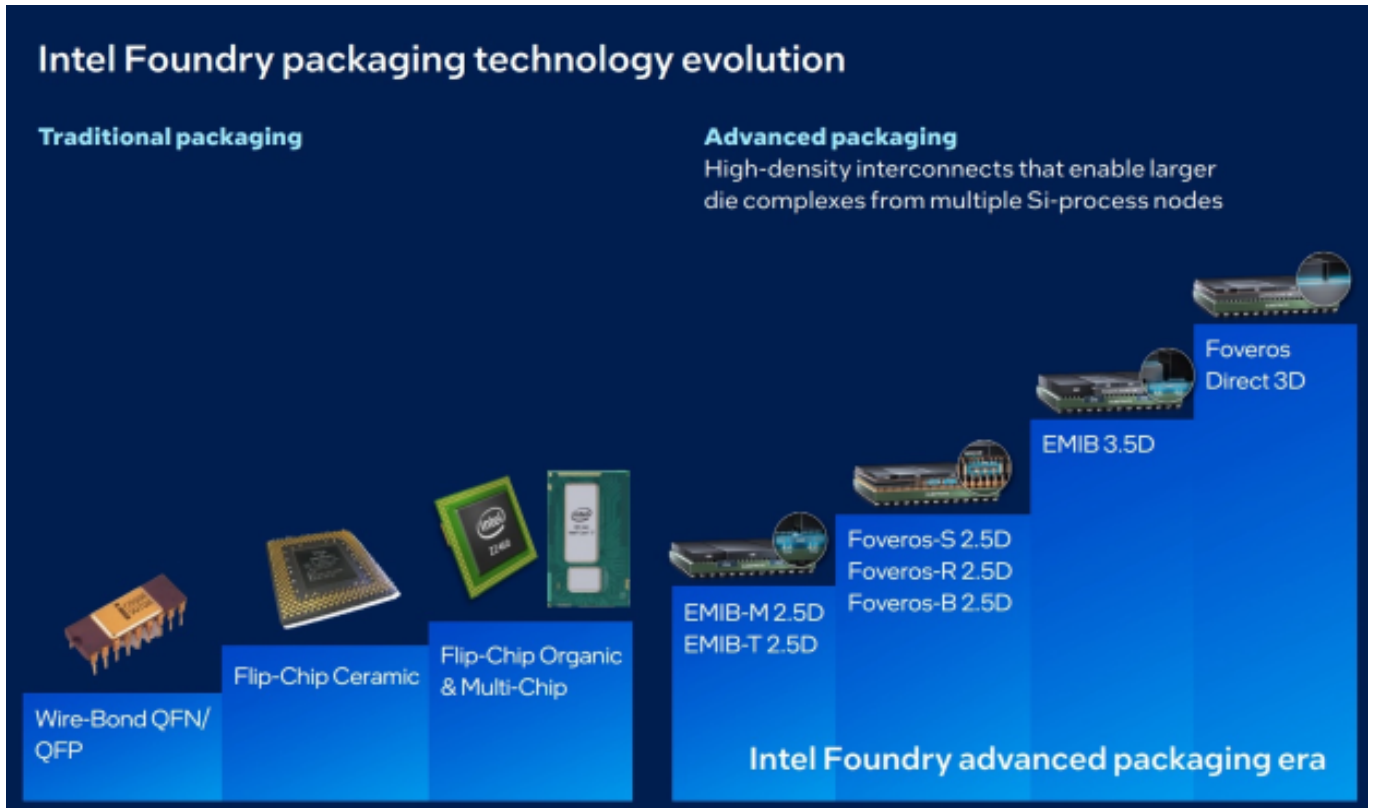 Intel Foundry packaging technology evolution
Traditional packaging
Advanced packaging
High-density interconnects that enable larger
die complexes from multiple Si-process nodes
Wire-Bond QFN/
QFP
Flip-Chip Ceramic
intel
Z2460
Flip-Chip Organic
& Multi-Chip
EMIB-M 2.5D
EMIB-T 2.5D
Foveros-S 2.5D
Foveros-R 2.5D
Foveros-B 2.5D
EMIB 3.5D
Foveros
Direct 3D
Intel Foundry advanced packaging era